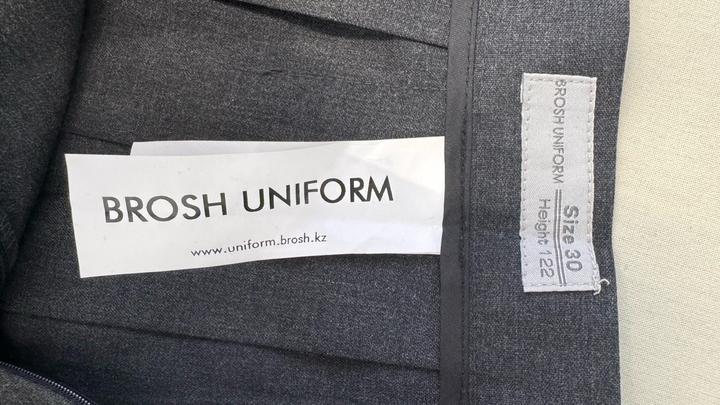 BROSH UNIFORM
www.uniform.brosh.kz
BROSH UNIFORM
Size 30
Height 122